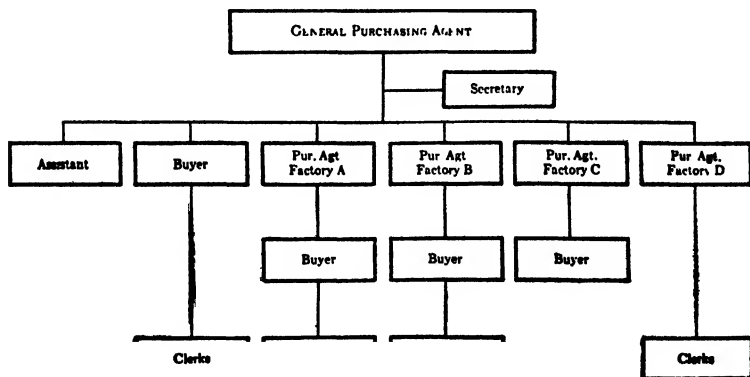 GENERAL PURCHASING AGENT
Secretary
Assistant
Buyer
Pur. Agt
Factory A
Pur Agt
Factory B
Pur. Agt.
Factory C
Pur Agt.
Factory D
Buyer
Buyer
Buyer
Clerks
Clerks